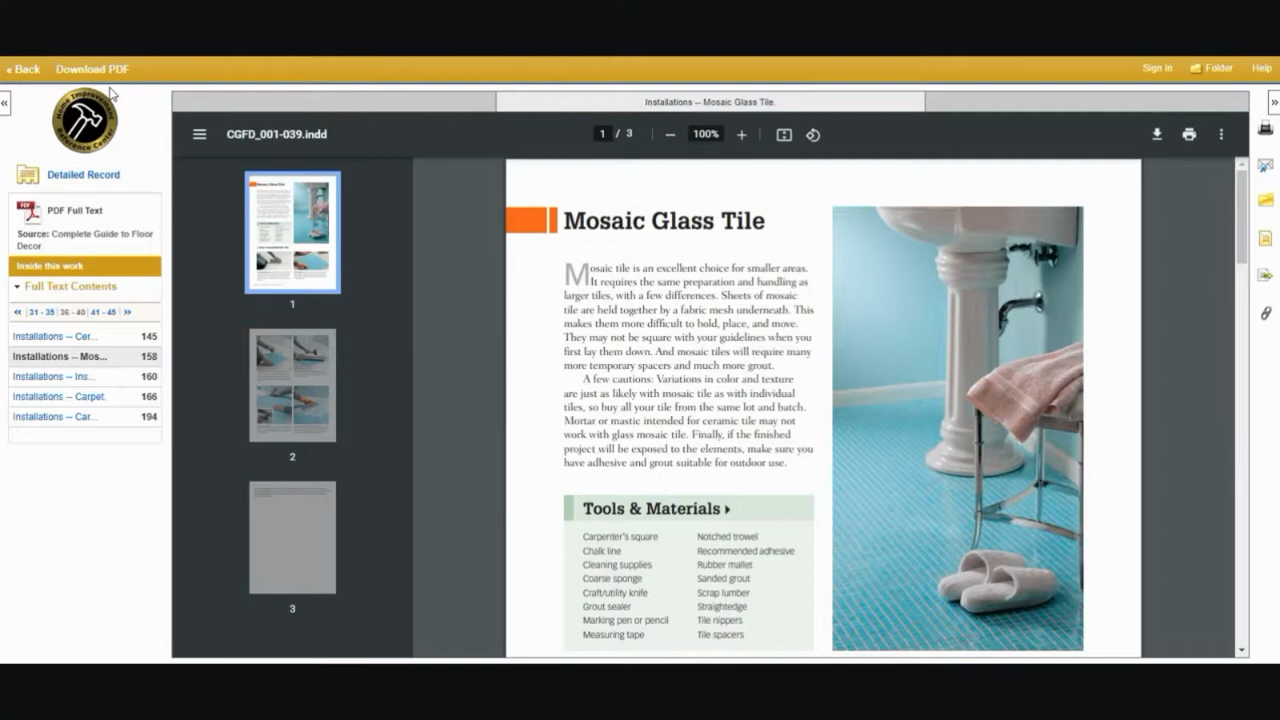 « Back
Download PDF
Sign In
Folder
Help
«
»
Home Improvement
Reference Center
Installations -- Mosaic Glass Tile.
CGFD_001-039.indd
1 / 3
100%
Detailed Record
PDF
PDF Full Text
Source: Complete Guide to Floor
Decor
Inside this work
Full Text Contents
« 31 - 35 | 36 - 40 | 41 - 45 | »
Installations -- Cer... 145
Installations -- Mos... 158
Installations -- Ins... 160
Installations -- Carpet. 166
Installations -- Car... 194
1
2
3
Mosaic Glass Tile
Mosaic tile is an excellent choice for smaller areas.
It requires the same preparation and handling as
larger tiles, with a few differences. Sheets of mosaic
tile are held together by a fabric mesh underneath. This
makes them more difficult to hold, place, and move.
They may not be square with your guidelines when you
first lay them down. And mosaic tiles will require many
more temporary spacers and much more grout.
A few cautions: Variations in color and texture
are just as likely with mosaic tile as with individual
tiles, so buy all your tile from the same lot and batch.
Mortar or mastic intended for ceramic tile may not
work with glass mosaic tile. Finally, if the finished
project will be exposed to the elements, make sure you
have adhesive and grout suitable for outdoor use.
Tools & Materials
Carpenter's square
Chalk line
Cleaning supplies
Coarse sponge
Craft/utility knife
Grout sealer
Marking pen or pencil
Measuring tape
Notched trowel
Recommended adhesive
Rubber mallet
Sanded grout
Scrap lumber
Straightedge
Tile nippers
Tile spacers